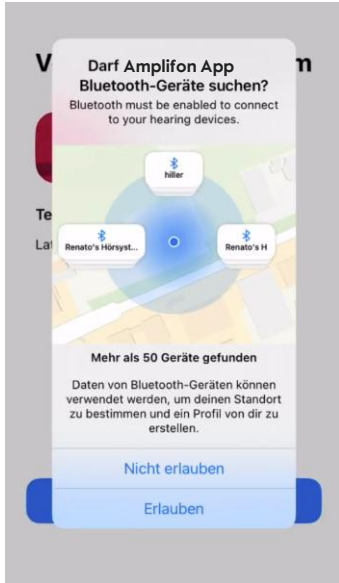 V
m
Darf Amplifon App
Bluetooth-Geräte suchen?
Bluetooth must be enabled to connect
to your hearing devices.
hiller
Renato's Hörsyst...
Renato's H
Te
Lat
Mehr als 50 Geräte gefunden
Daten von Bluetooth-Geräten können
verwendet werden, um deinen Standort
zu bestimmen und ein Profil von dir zu
erstellen.
Nicht erlauben
Erlauben